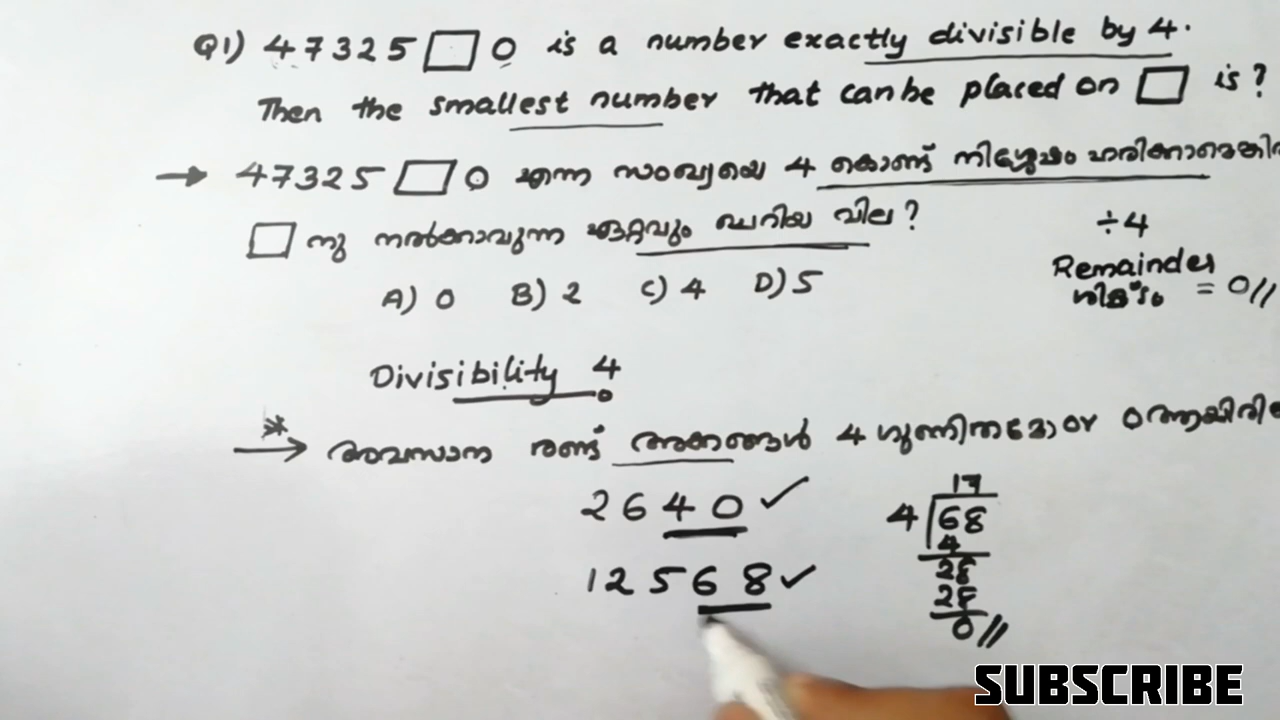 Q1) 47325□0 is a number exactly divisible by 4.
Then the smallest number that can be placed on □ is?
→ 47325□0 എന്ന സംഖ്യയെ 4 കൊണ്ട് നിശ്ശേഷം ഹരിക്കാമെങ്കിൽ
□ നു നൽകാവുന്ന ഏറ്റവും ചെറിയ വില?
÷4
Remainder
= 0//
A) 0 B) 2 C) 4 D) 5
Divisibility 4
* → അവസാന രണ്ട് അക്കങ്ങൾ 4 ഗുണിതമോ or 0
2640 ✓
12568 ✓
17
4 68
4
28
28
0//
SUBSCRIBE